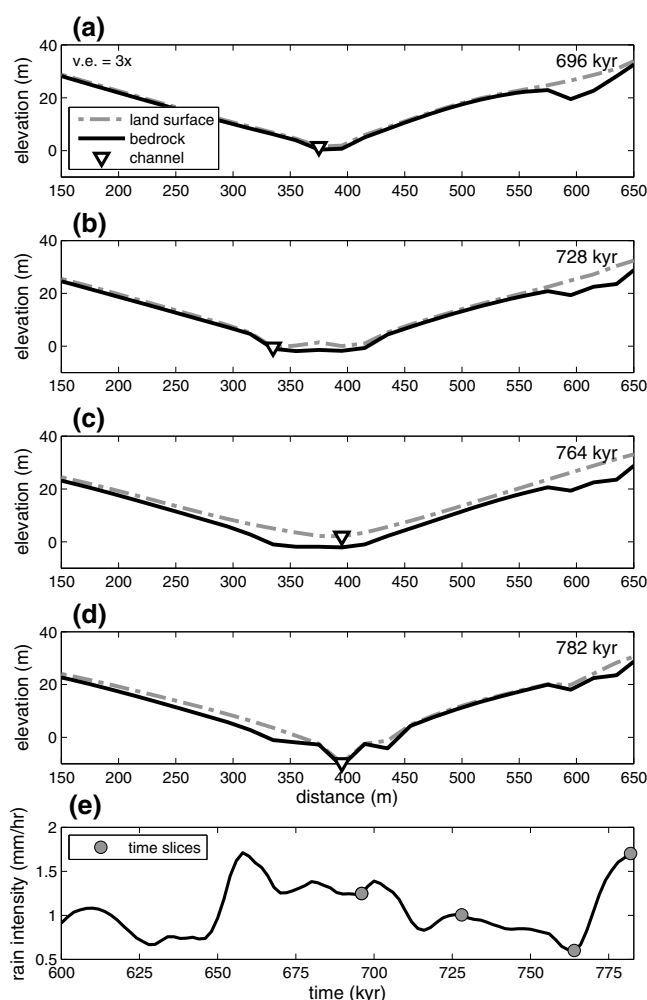 (a)
v.e. = 3x
696 kyr
elevation (m)
40
20
0
land surface
bedrock
channel
150 200 250 300 350 400 450 500 550 600 650
(b)
728 kyr
elevation (m)
40
20
0
150 200 250 300 350 400 450 500 550 600 650
(c)
764 kyr
elevation (m)
40
20
0
150 200 250 300 350 400 450 500 550 600 650
(d)
782 kyr
elevation (m)
40
20
0
150 200 250 300 350 400 450 500 550 600 650
distance (m)
(e)
rain intensity (mm/hr)
2
1.5
1
0.5
time slices
600 625 650 675 700 725 750 775
time (kyr)